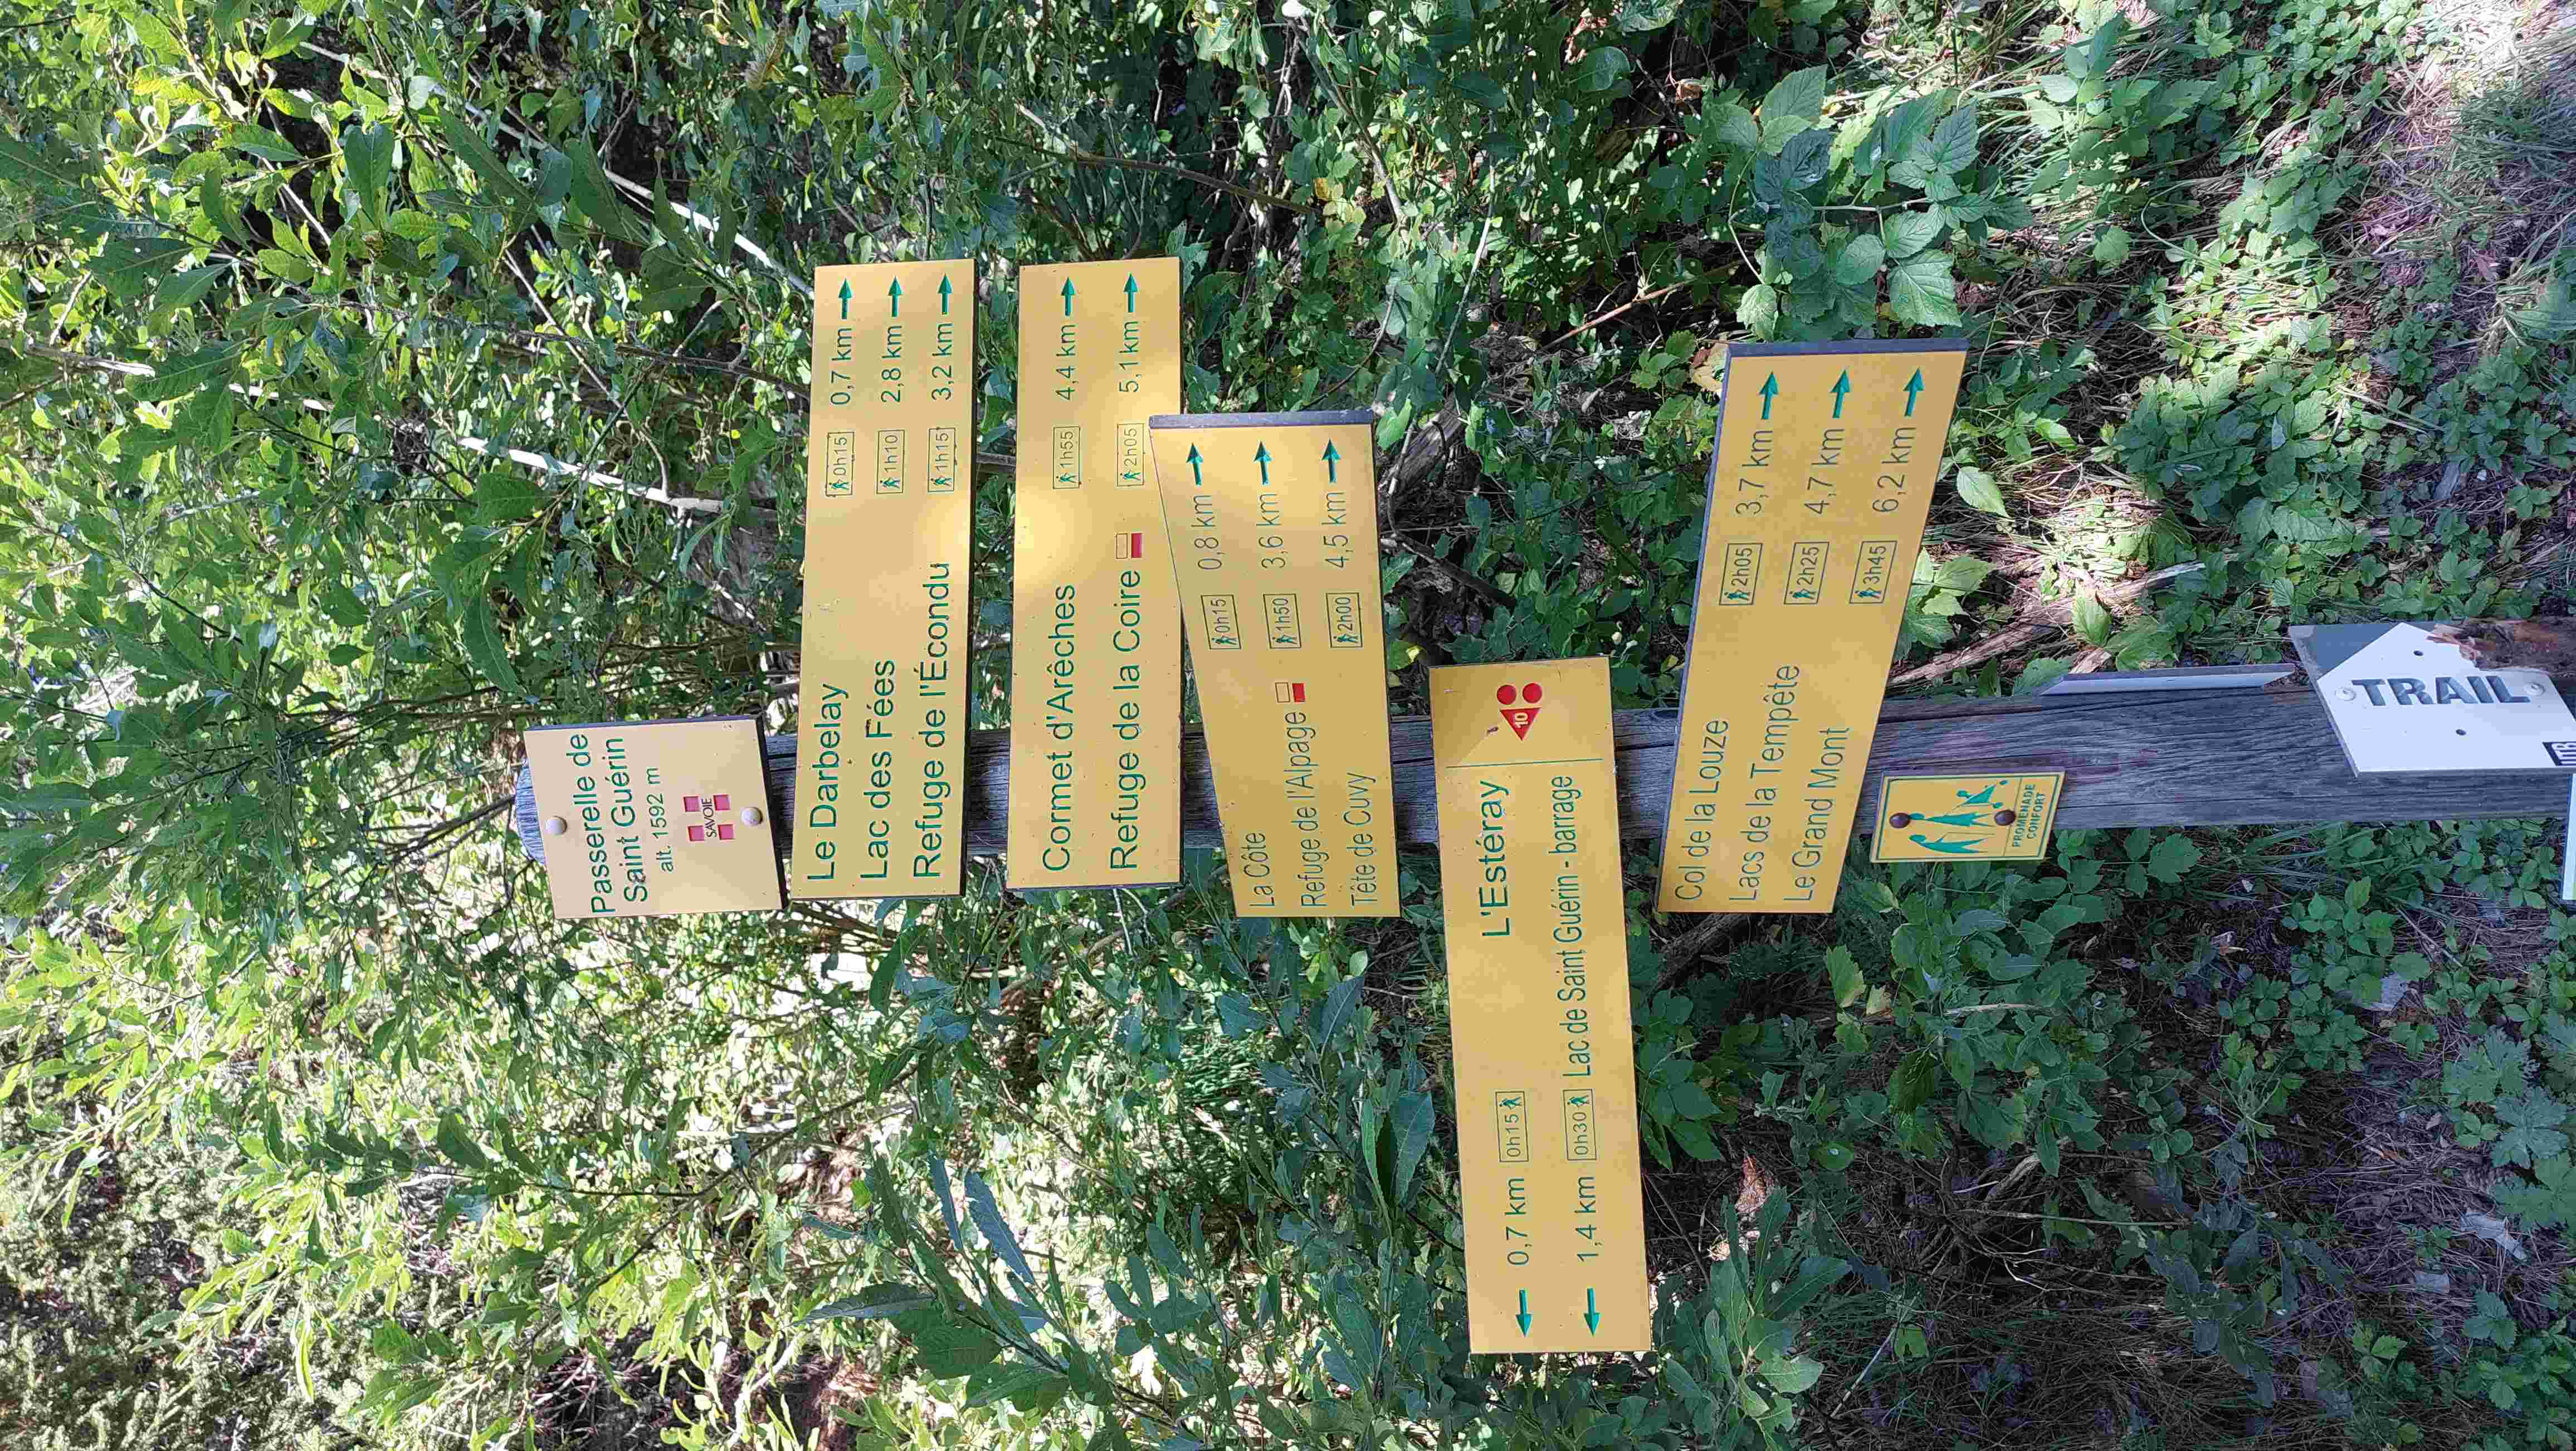 Passerelle de
Saint Guérin
alt. 1592 m
SAVOIE
Le Darbelay 0h15 0,7 km
Lac des Fées 1h10 2,8 km
Refuge de l'Écondu 1h15 3,2 km
Cormet d'Arêches 1h55 4,4 km
Refuge de la Coire 2h05 5,1 km
La Côte 0h15 0,8 km
Refuge de l'Alpage 1h50 3,6 km
Tête de Cuvy 2h00 4,5 km
0,7 km 0h15 L'Estéray
10
1,4 km 0h30 Lac de Saint Guérin - barrage
Col de la Louze 2h05 3,7 km
Lacs de la Tempête 2h25 4,7 km
Le Grand Mont 3h45 6,2 km
PROMENADE
CONFORT
TRAIL
UTB